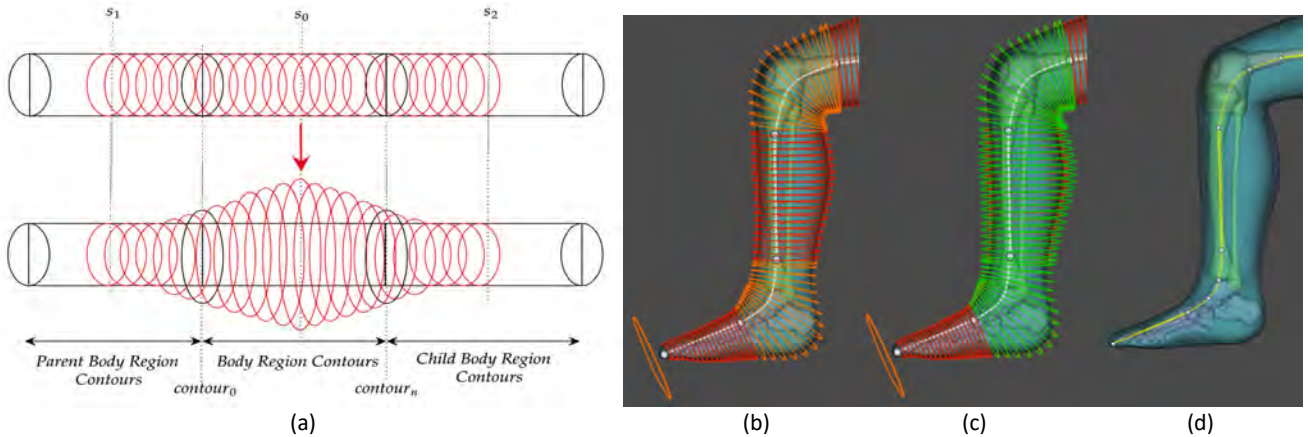 s₁ s₀ s₂
Parent Body Region Contours
Body Region Contours
Child Body Region Contours
contour₀ contourₙ
(a) (b) (c) (d)